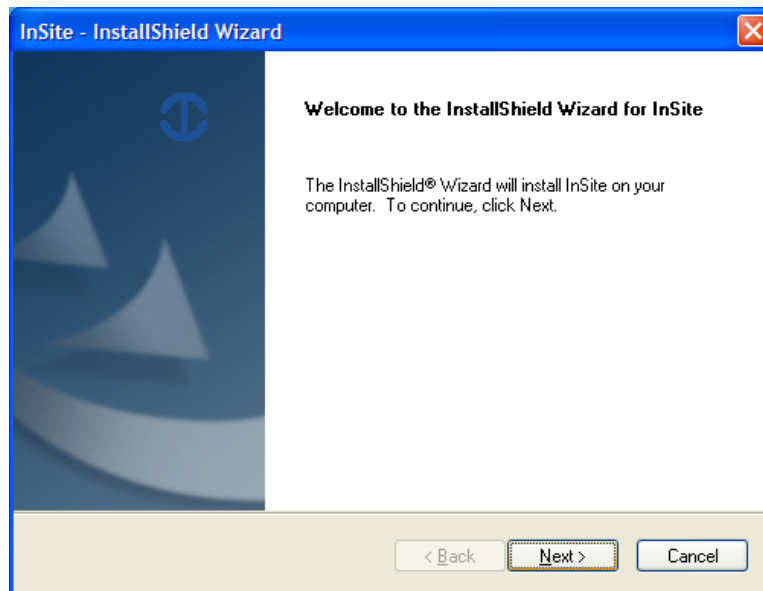 InSite - InstallShield Wizard
Welcome to the InstallShield Wizard for InSite
The InstallShield® Wizard will install InSite on your
computer. To continue, click Next.
< Back
Next >
Cancel